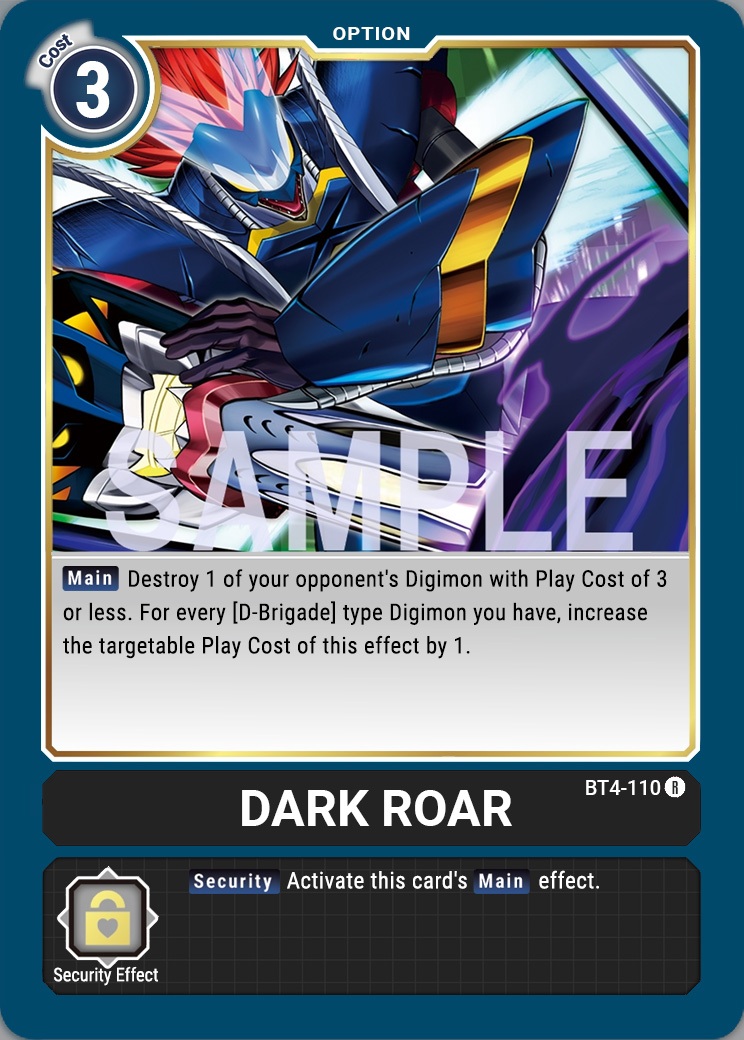 OPTION
Cost
3
SAMPLE
Main Destroy 1 of your opponent's Digimon with Play Cost of 3
or less. For every [D-Brigade] type Digimon you have, increase
the targetable Play Cost of this effect by 1.
BT4-110 R
DARK ROAR
Security Activate this card's Main effect.
Security Effect